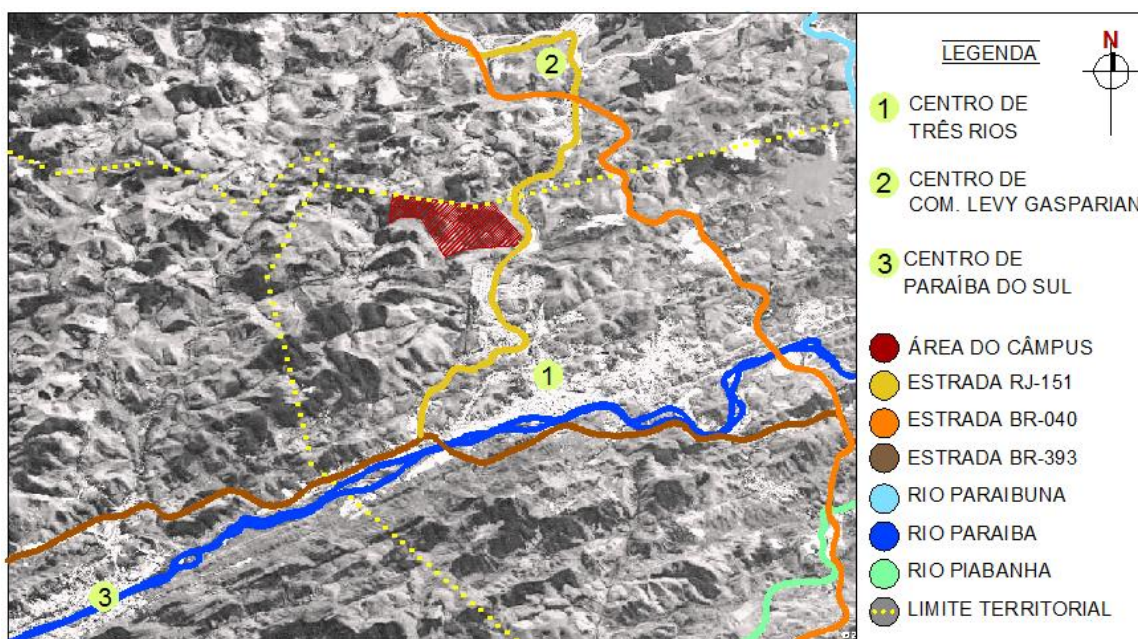 2
1
3
LEGENDA
N
1 CENTRO DE
TRÊS RIOS
2 CENTRO DE
COM. LEVY GASPARIAN
3 CENTRO DE
PARAÍBA DO SUL
ÁREA DO CÂMPUS
ESTRADA RJ-151
ESTRADA BR-040
ESTRADA BR-393
RIO PARAIBUNA
RIO PARAIBA
RIO PIABANHA
LIMITE TERRITORIAL